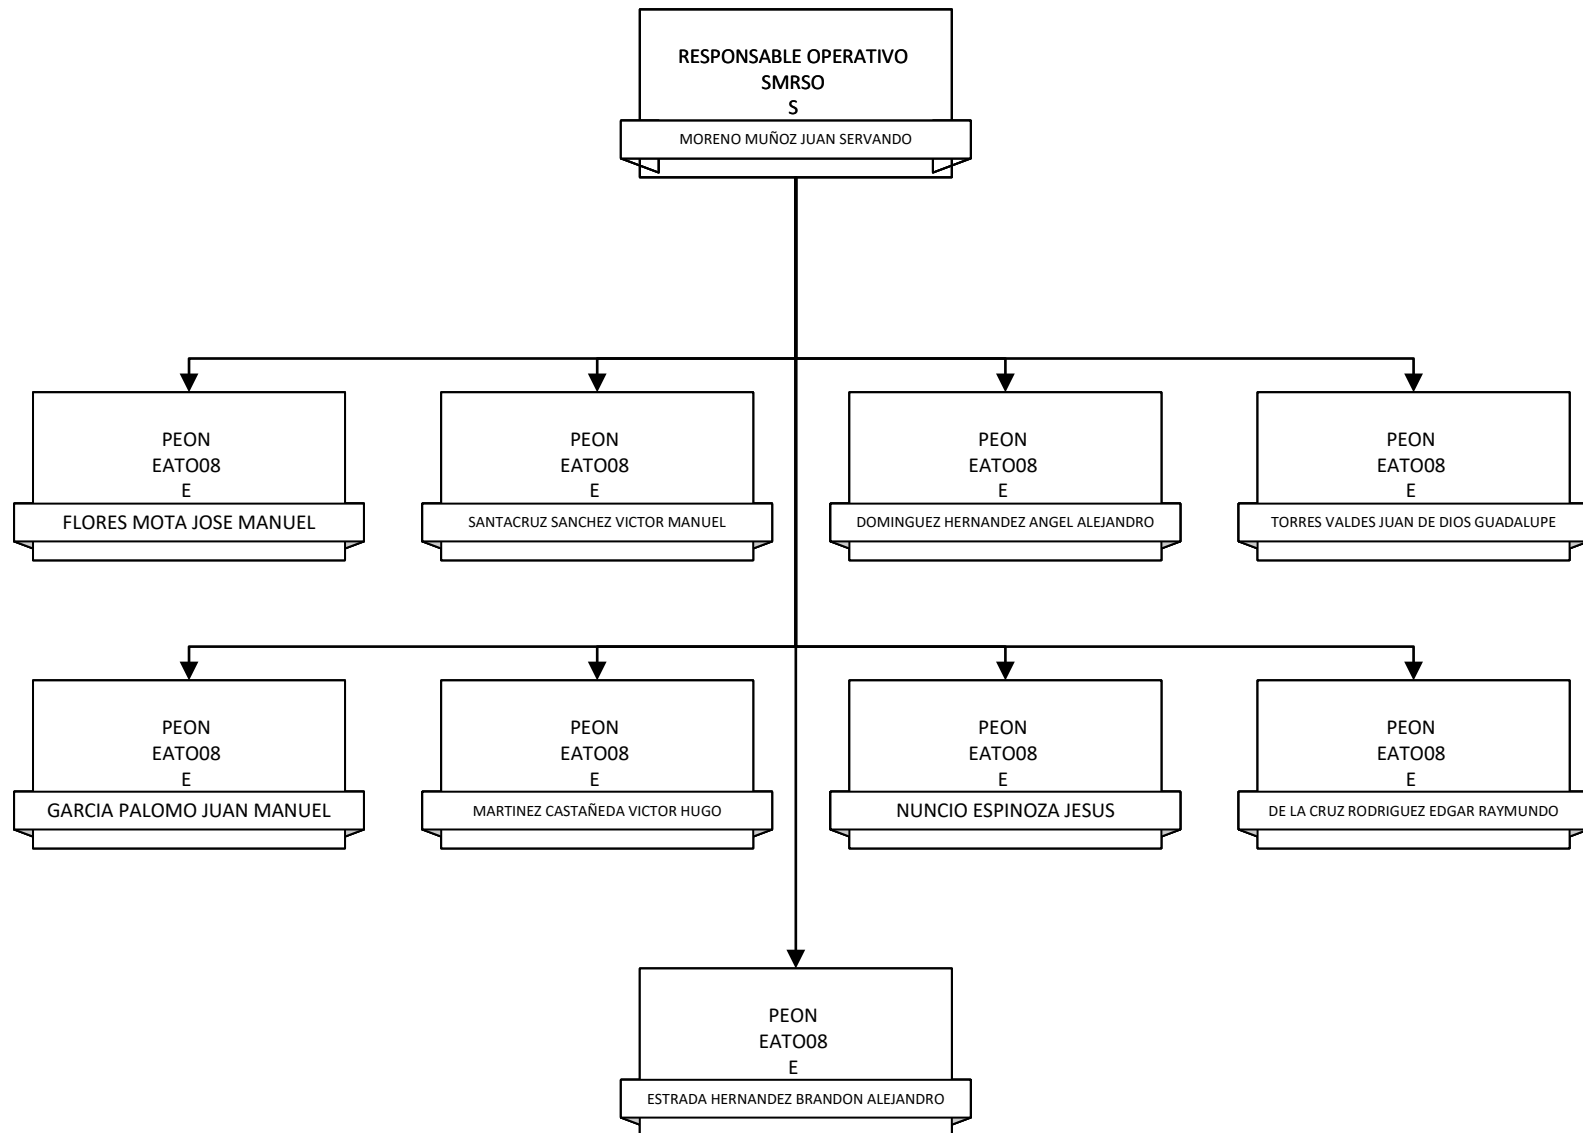 RESPONSABLE OPERATIVO
SMRSO
S
MORENO MUÑOZ JUAN SERVANDO
PEON
EATO08
E
FLORES MOTA JOSE MANUEL
PEON
EATO08
E
SANTACRUZ SANCHEZ VICTOR MANUEL
PEON
EATO08
E
DOMINGUEZ HERNANDEZ ANGEL ALEJANDRO
PEON
EATO08
E
TORRES VALDES JUAN DE DIOS GUADALUPE
PEON
EATO08
E
GARCIA PALOMO JUAN MANUEL
PEON
EATO08
E
MARTINEZ CASTAÑEDA VICTOR HUGO
PEON
EATO08
E
NUNCIO ESPINOZA JESUS
PEON
EATO08
E
DE LA CRUZ RODRIGUEZ EDGAR RAYMUNDO
PEON
EATO08
E
ESTRADA HERNANDEZ BRANDON ALEJANDRO